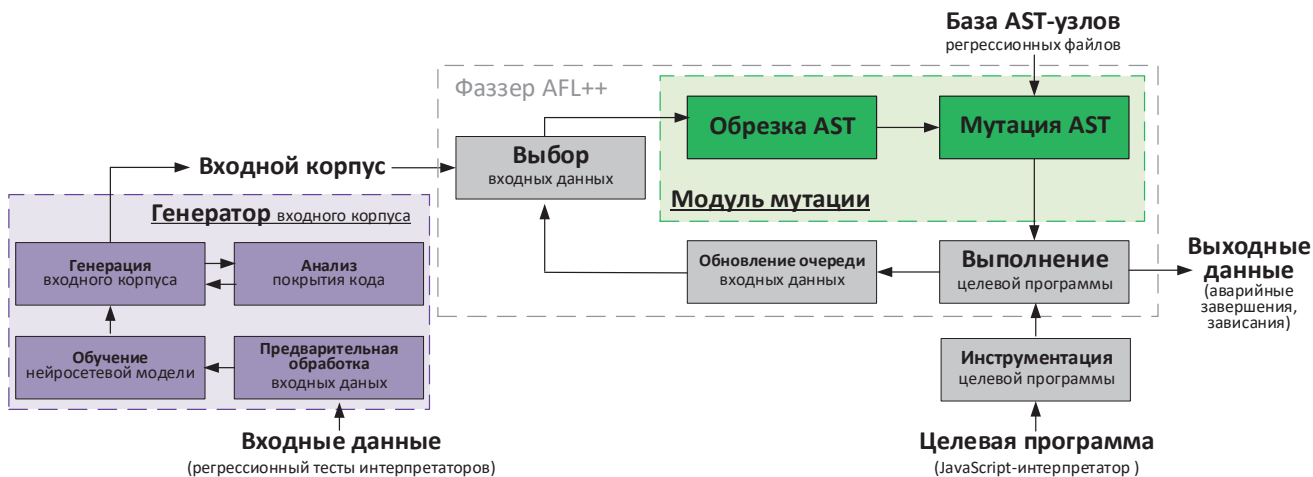 База AST-узлов
регрессионных файлов
Фаззер AFL++
Обрезка AST
Мутация AST
Модуль мутации
Входной корпус
Выбор
входных данных
Генератор входного корпуса
Генерация
входного корпуса
Анализ
покрытия кода
Обучение
нейросетевой модели
Предварительная
обработка
входных даных
Входные данные
(регрессионный тесты интерпретаторов)
Обновление очереди
входных данных
Выполнение
целевой программы
Выходные
данные
(аварийные
завершения,
зависания)
Инструментация
целевой программы
Целевая программа
(JavaScript-интерпретатор )